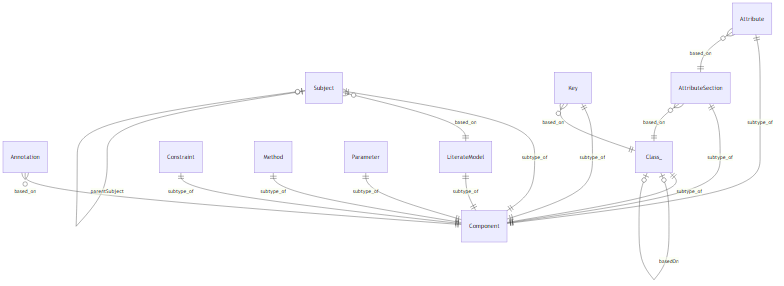 Attribute
based_on
Subject
Key
AttributeSection
based_on
based_on
based_on
subtype_of
Annotation
Constraint
Method
Parameter
LiterateModel
Class_
subtype_of
subtype_of
subtype_of
based_on
parentSubject
subtype_of
subtype_of
subtype_of
subtype_of
subtype_of
Component
basedOn